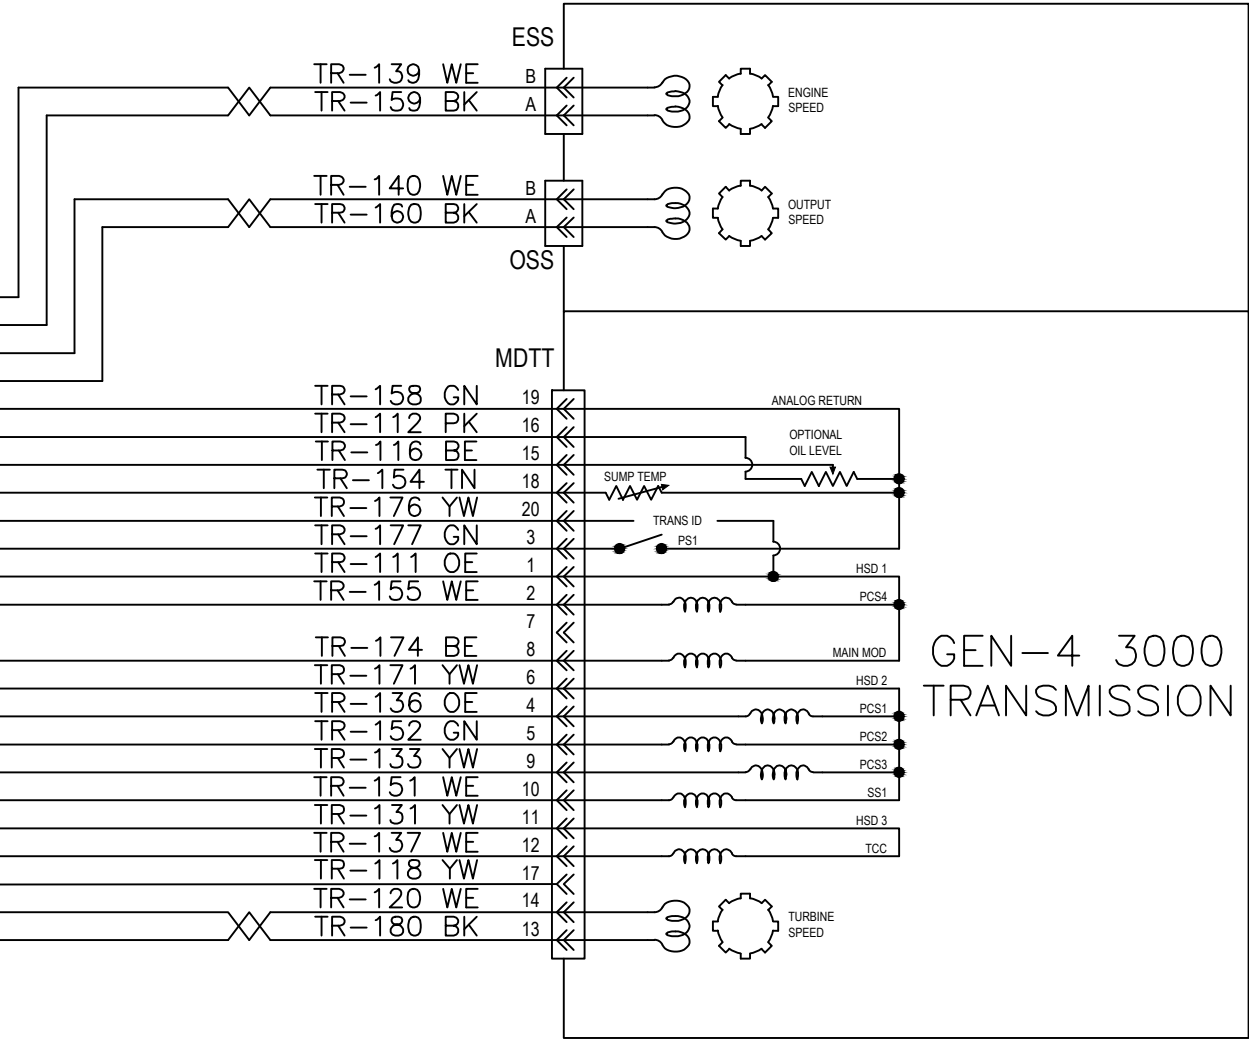 ESS
TR-139 WE B
TR-159 BK A
ENGINE
SPEED
TR-140 WE B
TR-160 BK A
OUTPUT
SPEED
OSS
MDTT
TR-158 GN 19 ANALOG RETURN
TR-112 PK 16
OPTIONAL
OIL LEVEL
TR-116 BE 15
TR-154 TN 18 SUMP TEMP
TR-176 YW 20 TRANS ID
TR-177 GN 3 PS1
TR-111 OE 1 HSD 1
TR-155 WE 2 PCS4
7
TR-174 BE 8 MAIN MOD
TR-171 YW 6 HSD 2
TR-136 OE 4 PCS1
TR-152 GN 5 PCS2
TR-133 YW 9 PCS3
TR-151 WE 10 SS1
TR-131 YW 11 HSD 3
TR-137 WE 12 TCC
TR-118 YW 17
TR-120 WE 14
TR-180 BK 13
TURBINE
SPEED
GEN-4 3000
TRANSMISSION